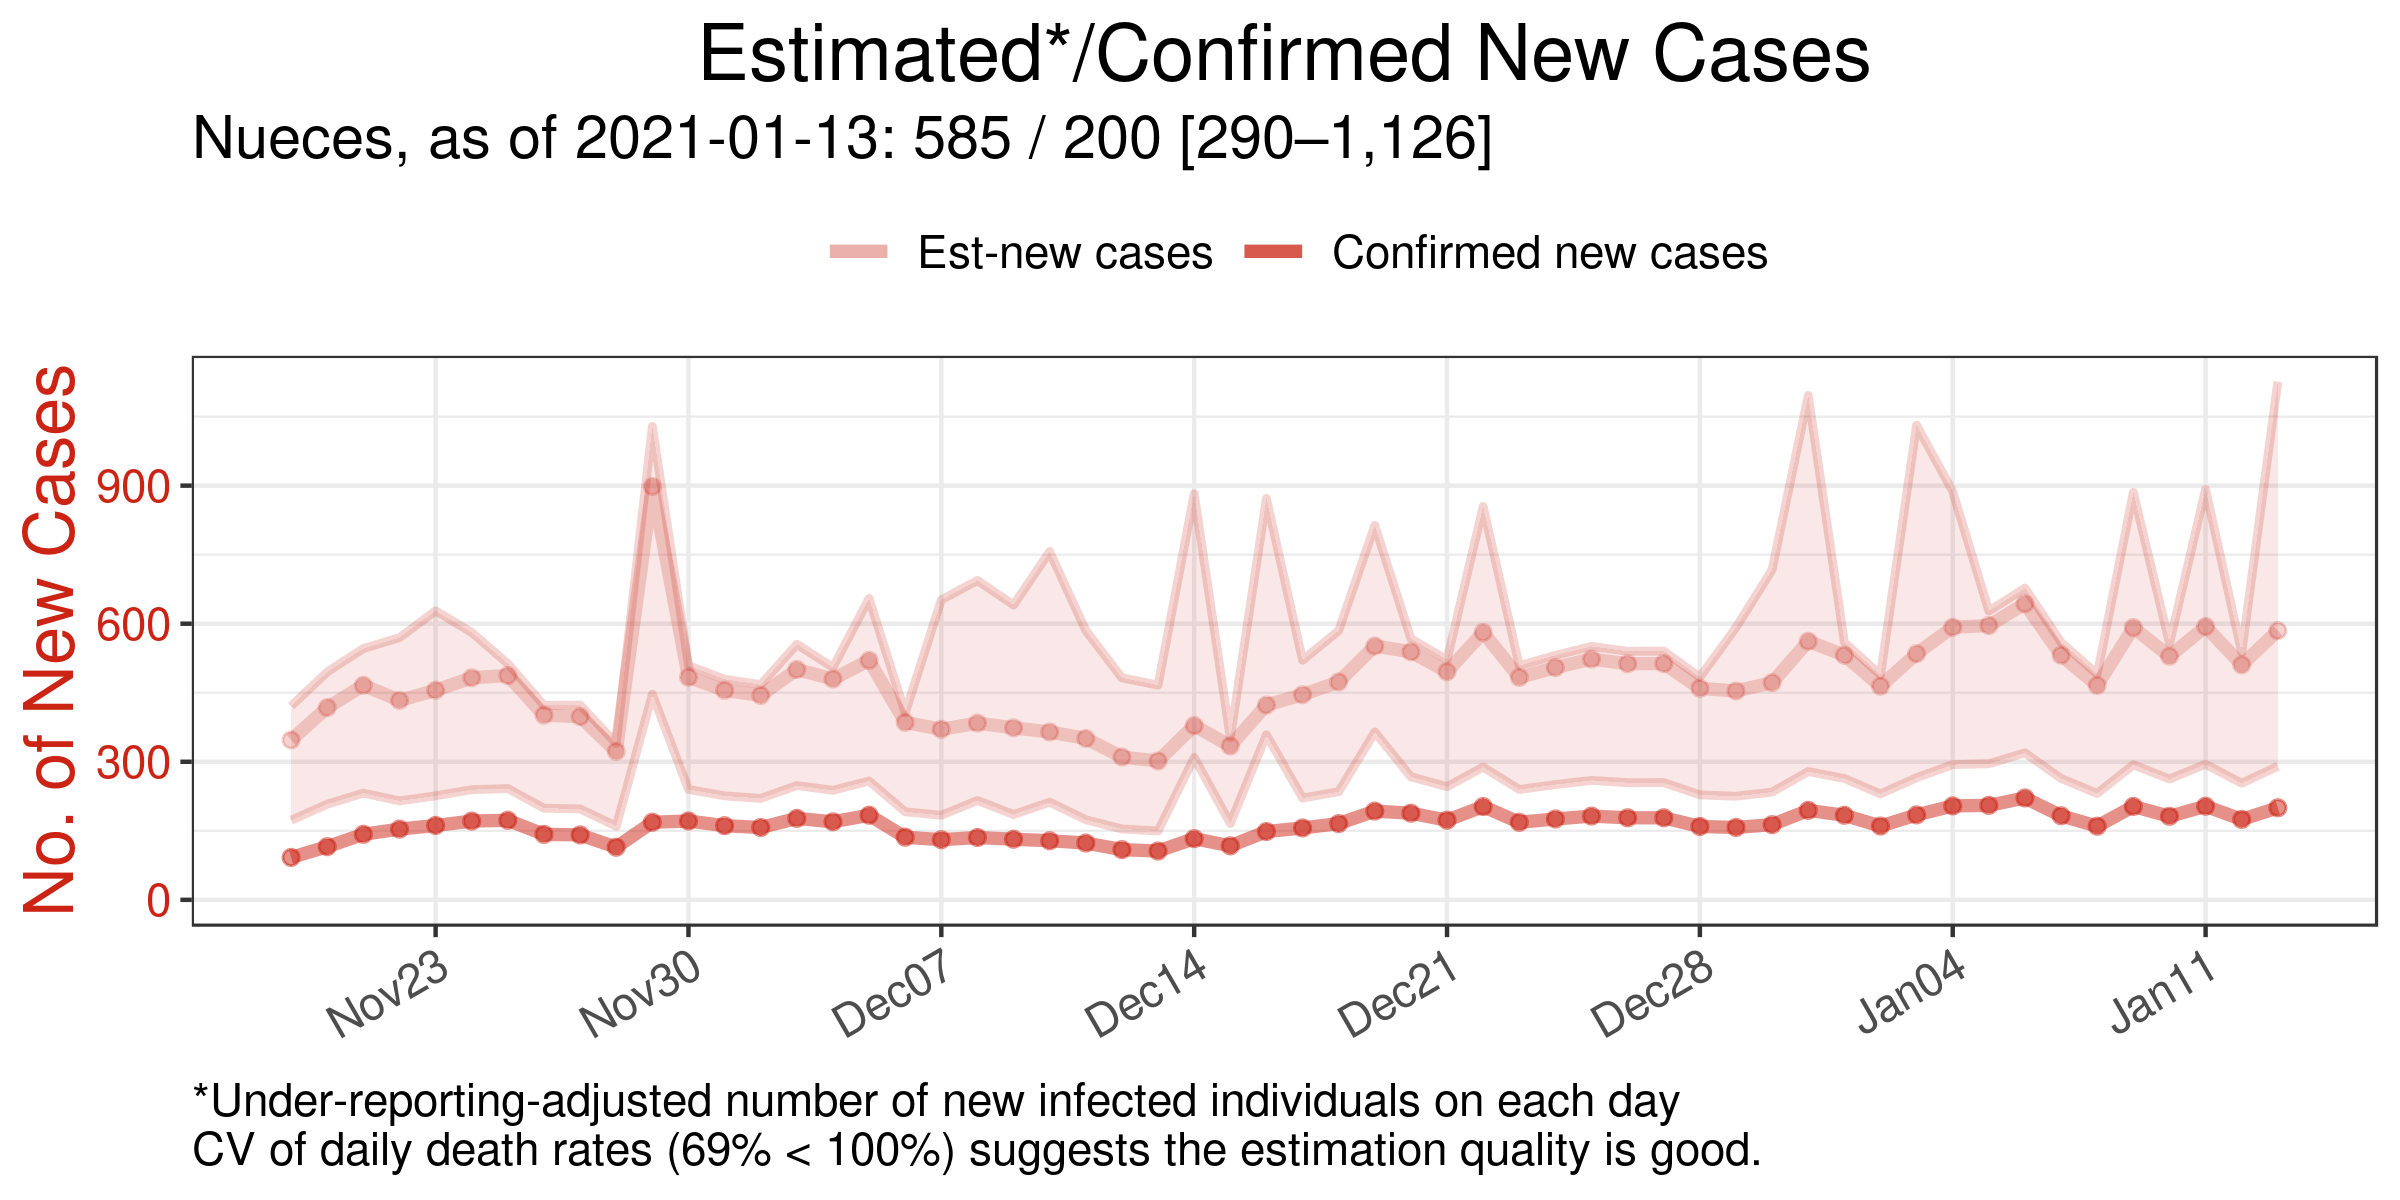 Estimated*/Confirmed New Cases
Nueces, as of 2021-01-13: 585 / 200 [290–1,126]
Est-new cases Confirmed new cases
No. of New Cases
900
600
300
0
Nov23 Nov30 Dec07 Dec14 Dec21 Dec28 Jan04 Jan11
*Under-reporting-adjusted number of new infected individuals on each day
CV of daily death rates (69% < 100%) suggests the estimation quality is good.